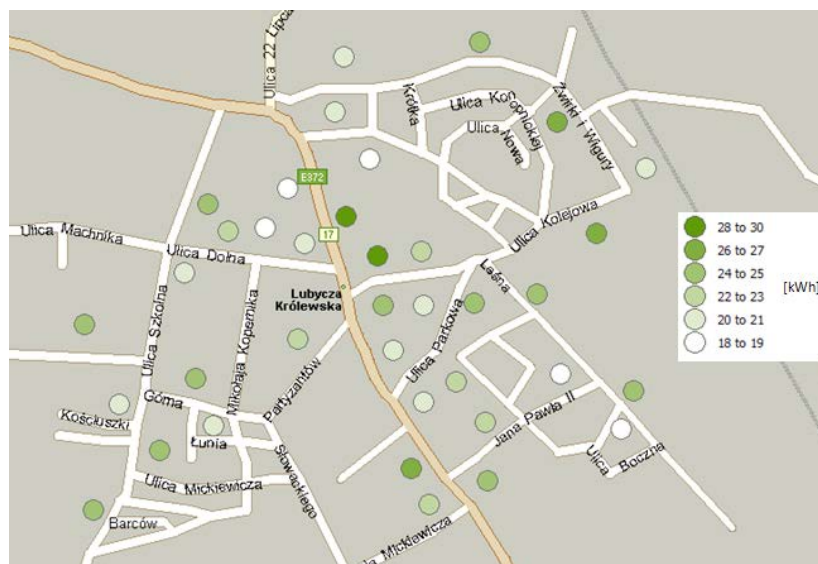 Ulica 22 Lipca
Krótka
Ulica Konopnickiej
Ulica Nowa
Żwirki i Wigury
E372
17
Ulica Kolejowa
Ulica Machnika
Ulica Dolna
Leśna
28 to 30
26 to 27
24 to 25
22 to 23
20 to 21
18 to 19
[kWh]
Lubycza
Królewska
Ulica Szkolna
Mikołaja Kopernika
Ulica Parkowa
Partyzantów
Górna
Kościuszki
Łunia
Jana Pawła II
Ulica Boczna
Słowackiego
Ulica Mickiewicza
Barców
Mickiewicza